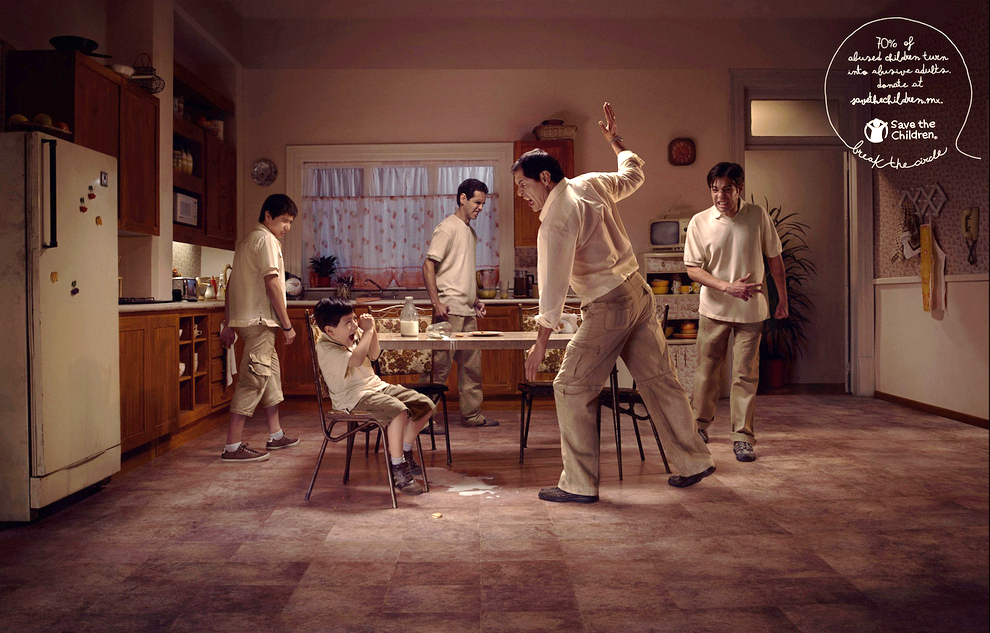 70% of
abused children turn
into abusive adults.
donate at
savethechildren.mx.
Save the
Children®
break the circle